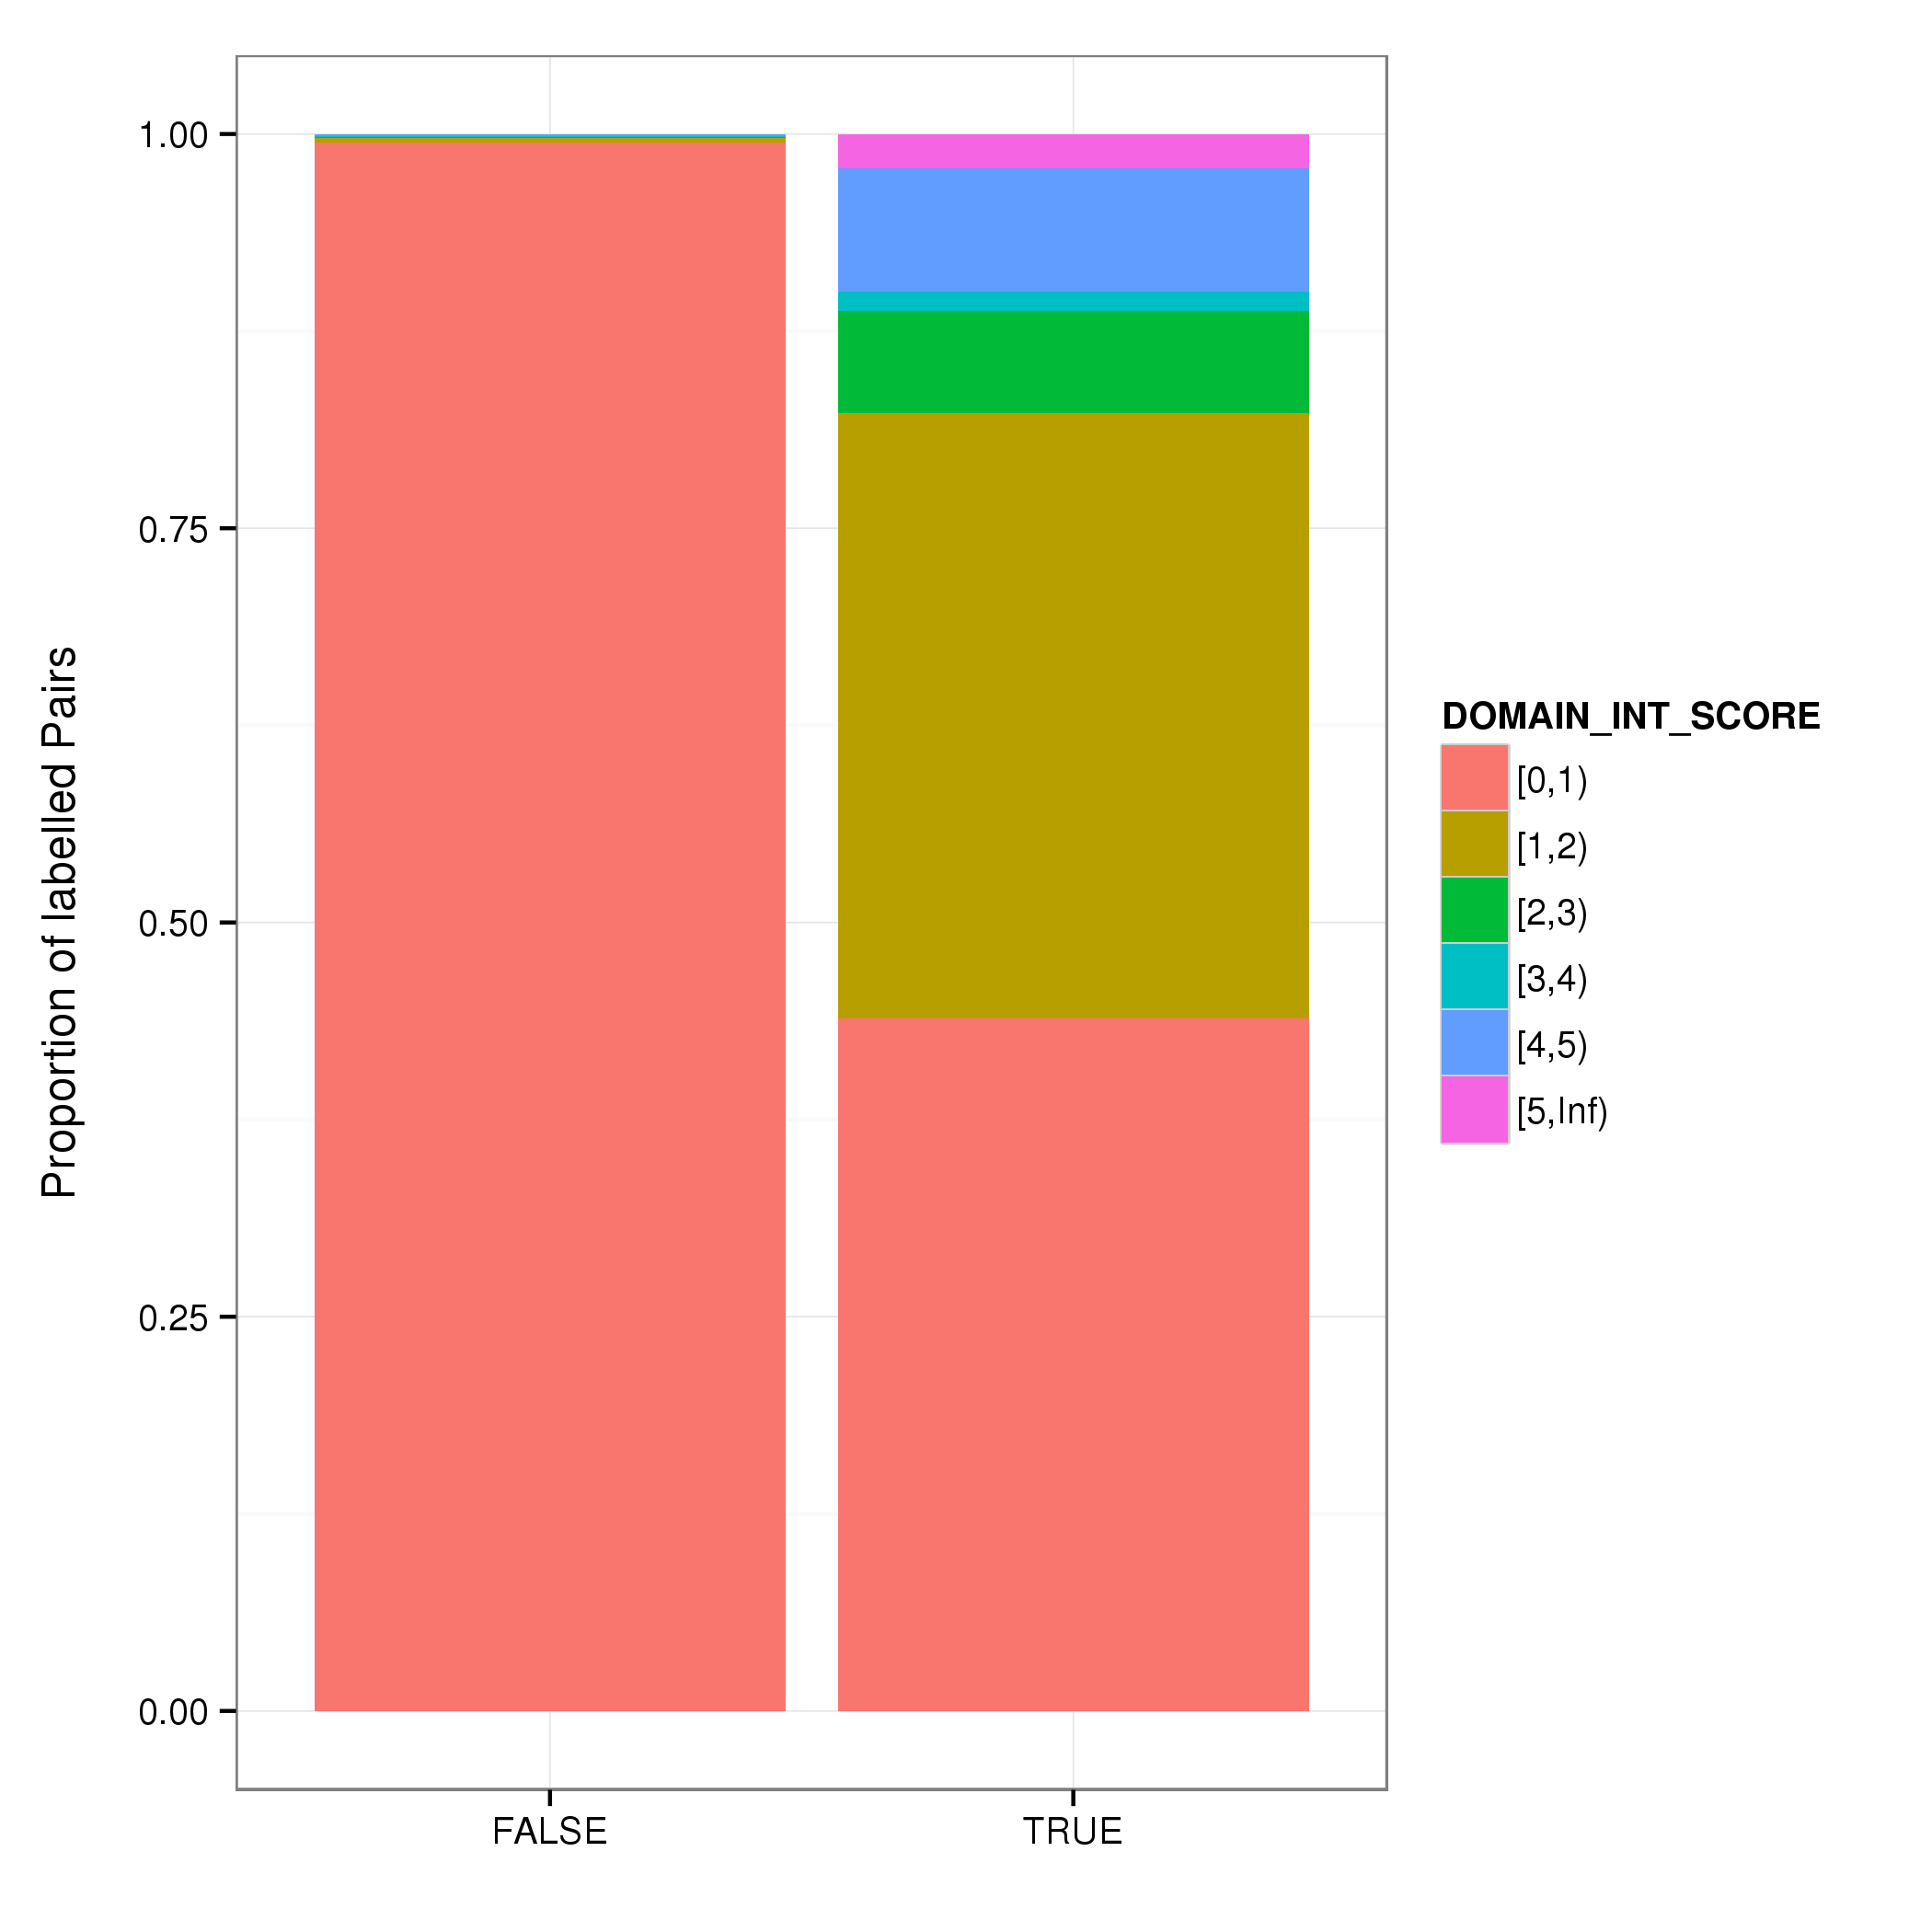 Proportion of labelled Pairs
1.00
0.75
0.50
0.25
0.00
FALSE
TRUE
DOMAIN_INT_SCORE
[0,1)
[1,2)
[2,3)
[3,4)
[4,5)
[5,Inf)